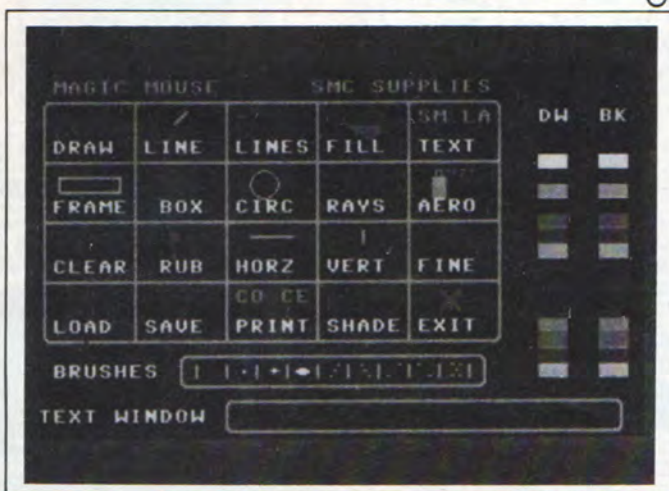 MAGIC MOUSE SMC SUPPLIES
DW BK
SM LA
DRAW LINE LINES FILL TEXT
FRAME BOX CIRC RAYS AERO
CLEAR RUB HORZ VERT FINE
CO CE
LOAD SAVE PRINT SHADE EXIT
BRUSHES
TEXT WINDOW